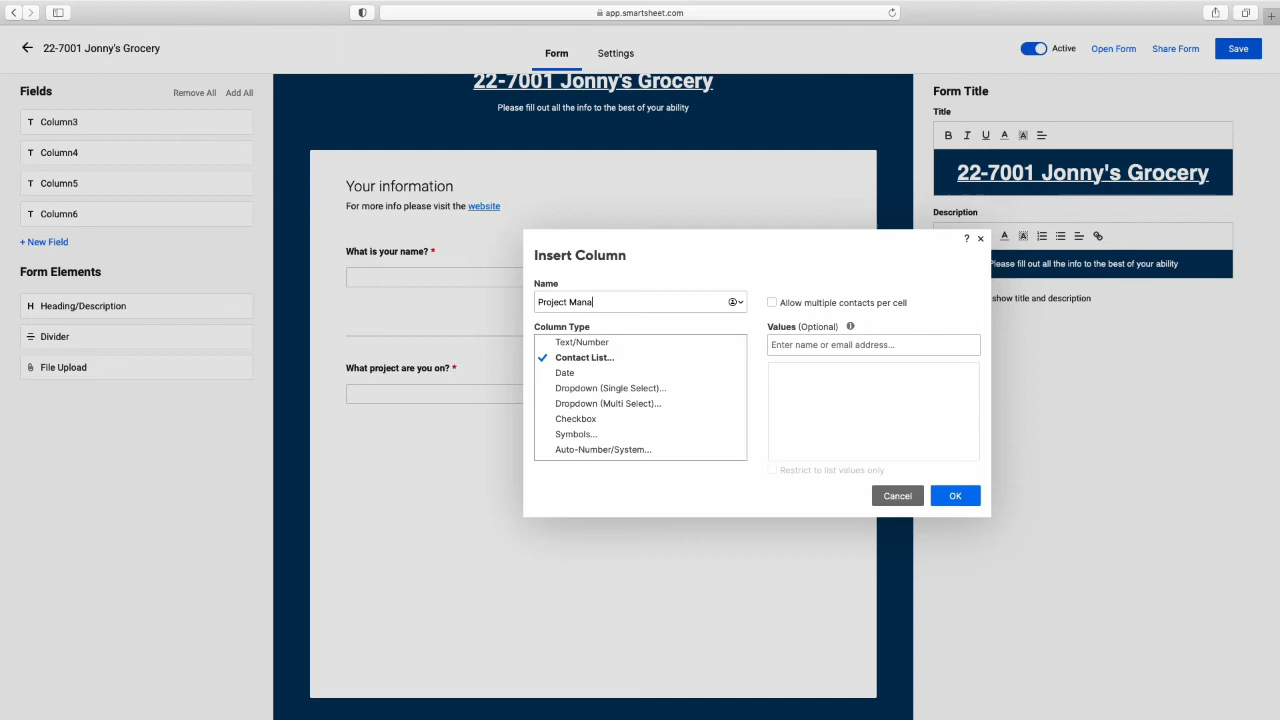 app.smartsheet.com
22-7001 Jonny's Grocery
Form
Settings
Active
Open Form
Share Form
Save
Fields
Remove All
Add All
T Column3
T Column4
T Column5
T Column6
+ New Field
Form Elements
H Heading/Description
Divider
File Upload
22-7001 Jonny's Grocery
Please fill out all the info to the best of your ability
Your information
For more info please visit the website
What is your name? *
What project are you on? *
Insert Column
? ×
Name
Project Mana
Column Type
Text/Number
Contact List...
Date
Dropdown (Single Select)...
Dropdown (Multi Select)...
Checkbox
Symbols...
Auto-Number/System...
Allow multiple contacts per cell
Values (Optional)
Enter name or email address...
Restrict to list values only
Cancel
OK
Form Title
Title
B I U A A
22-7001 Jonny's Grocery
Description
A A
Please fill out all the info to the best of your ability
show title and description